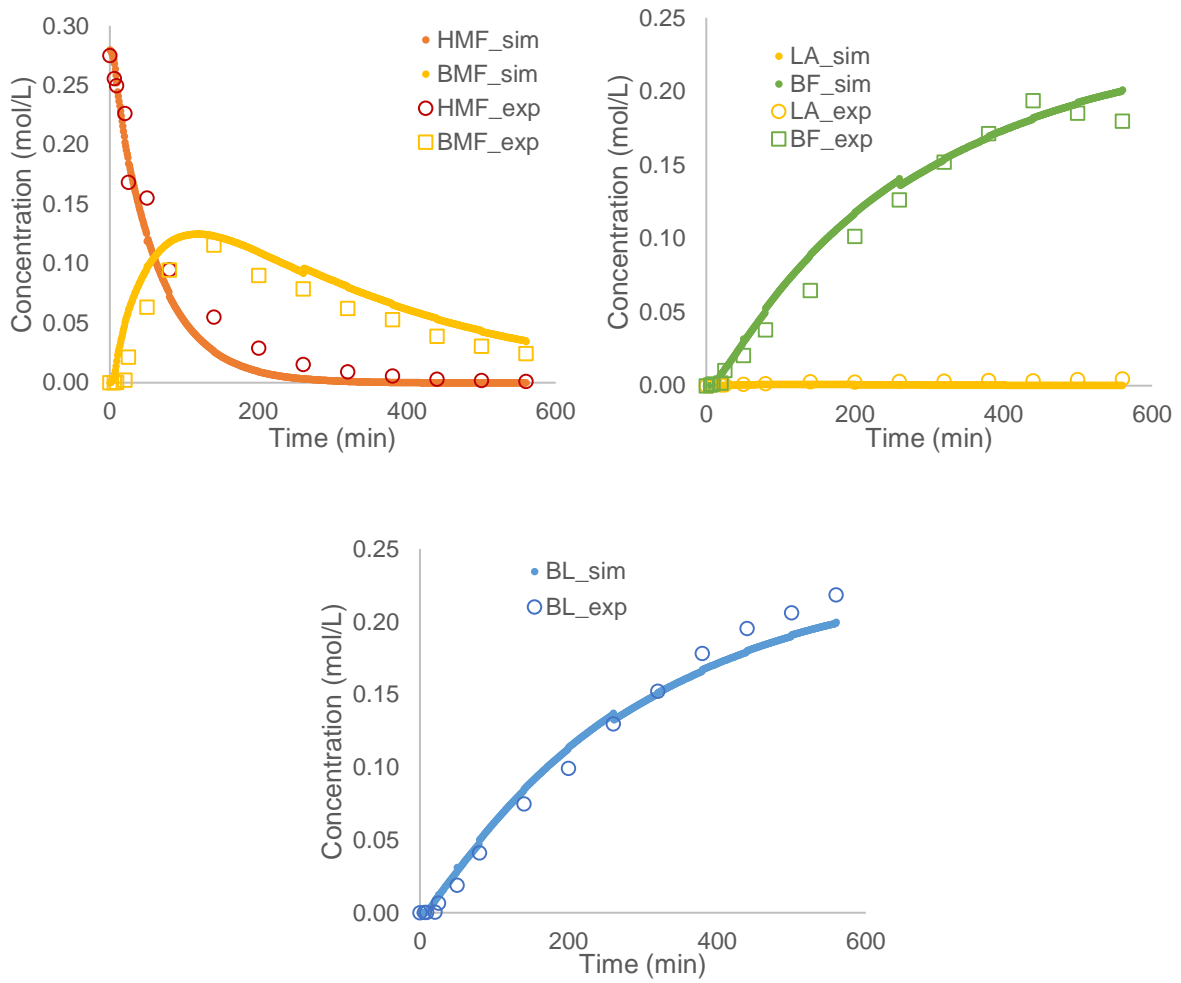 0.30
0.25
0.20
0.15
0.10
0.05
0.00
Concentration (mol/L)
HMF_sim
BMF_sim
HMF_exp
BMF_exp
0
200
400
600
Time (min)
0.25
0.20
0.15
0.10
0.05
0.00
Concentration (mol/L)
LA_sim
BF_sim
LA_exp
BF_exp
0
200
400
600
Time (min)
0.25
0.20
0.15
0.10
0.05
0.00
Concentration (mol/L)
BL_sim
BL_exp
0
200
400
600
Time (min)